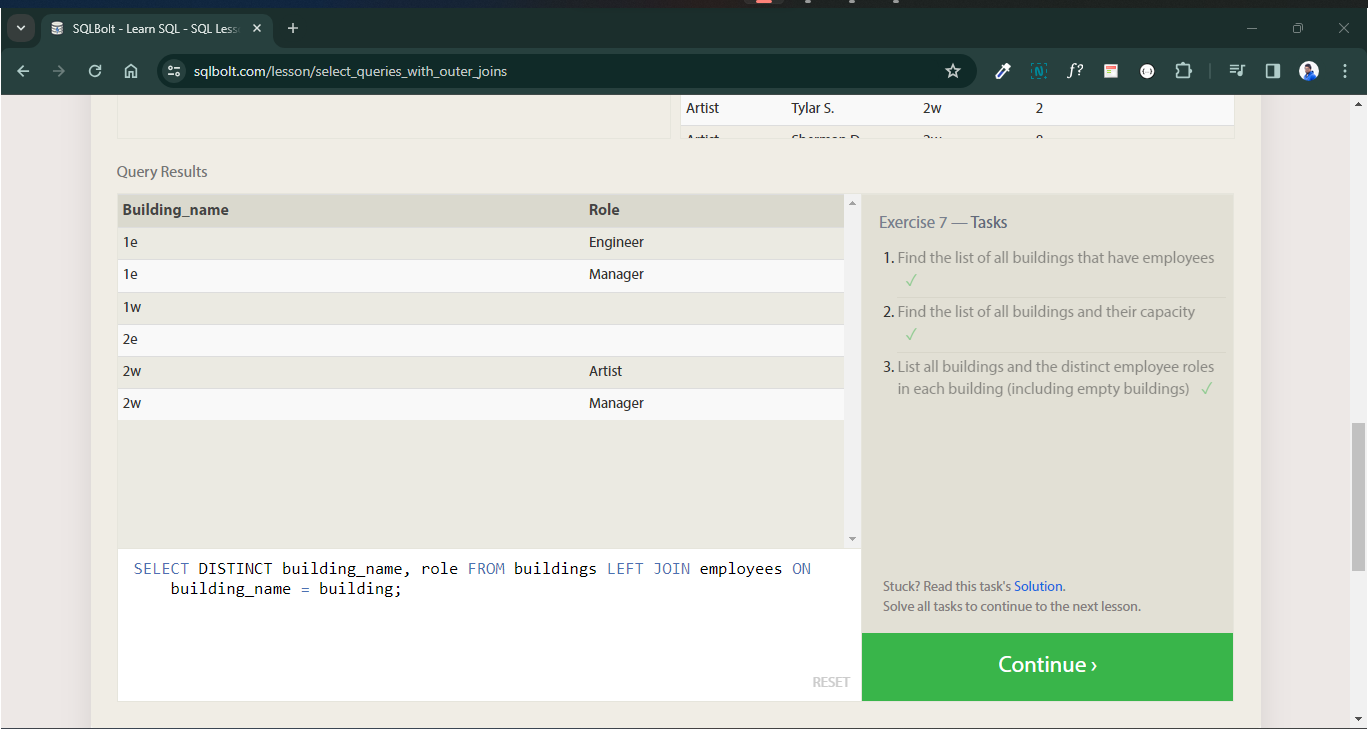 SQLBolt - Learn SQL - SQL Less
sqlbolt.com/lesson/select_queries_with_outer_joins
f?
Artist Tylar S. 2w 2
Artist Sherman D. 2w 8
Query Results
Building_name Role
1e Engineer
1e Manager
1w
2e
2w Artist
2w Manager
Exercise 7 — Tasks
1. Find the list of all buildings that have employees
✓
2. Find the list of all buildings and their capacity
✓
3. List all buildings and the distinct employee roles
in each building (including empty buildings) ✓
SELECT DISTINCT building_name, role FROM buildings LEFT JOIN employees ON
building_name = building;
RESET
Stuck? Read this task's Solution.
Solve all tasks to continue to the next lesson.
Continue ›